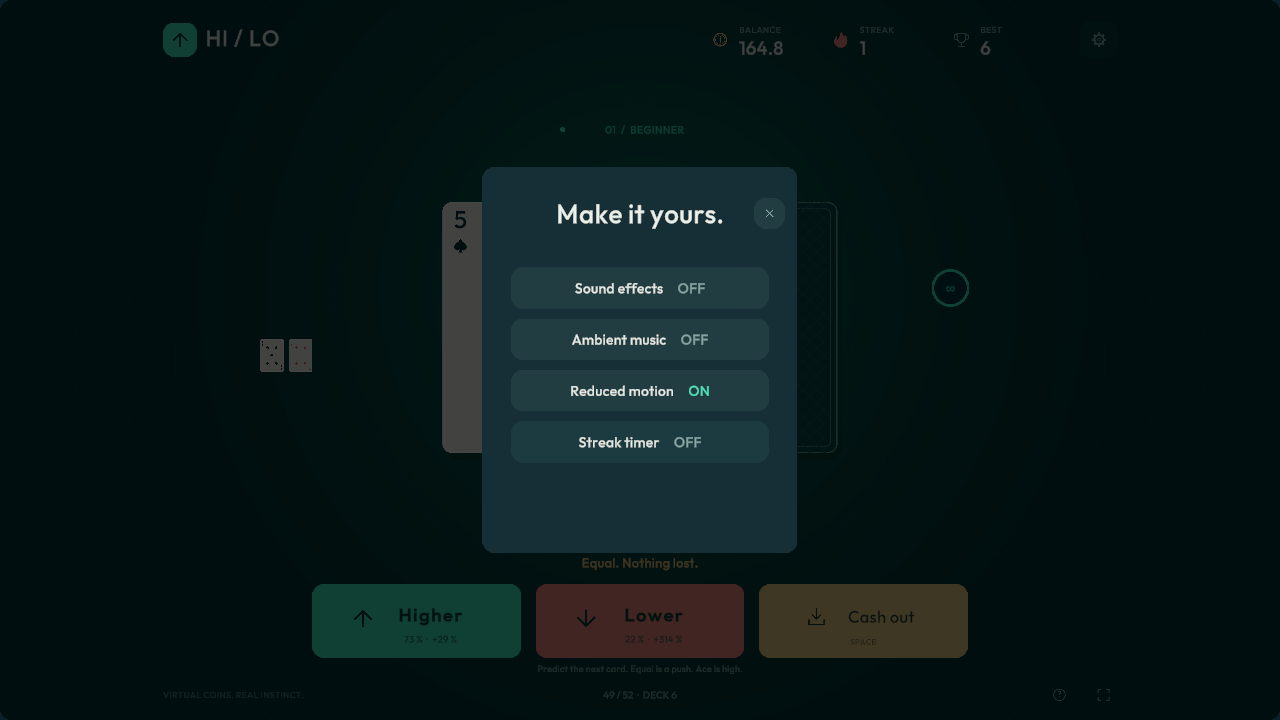 HI / LO
BALANCE
164.8
STREAK
1
BEST
6
01 / BEGINNER
Make it yours.
5
Sound effects OFF
∞
Ambient music OFF
Reduced motion ON
Streak timer OFF
Equal. Nothing lost.
Higher
73 % · +29 %
Lower
22 % · +314 %
Cash out
SPACE
Predict the next card. Equal is a push. Ace is high.
VIRTUAL COINS. REAL INSTINCT.
49 / 52 · DECK 6